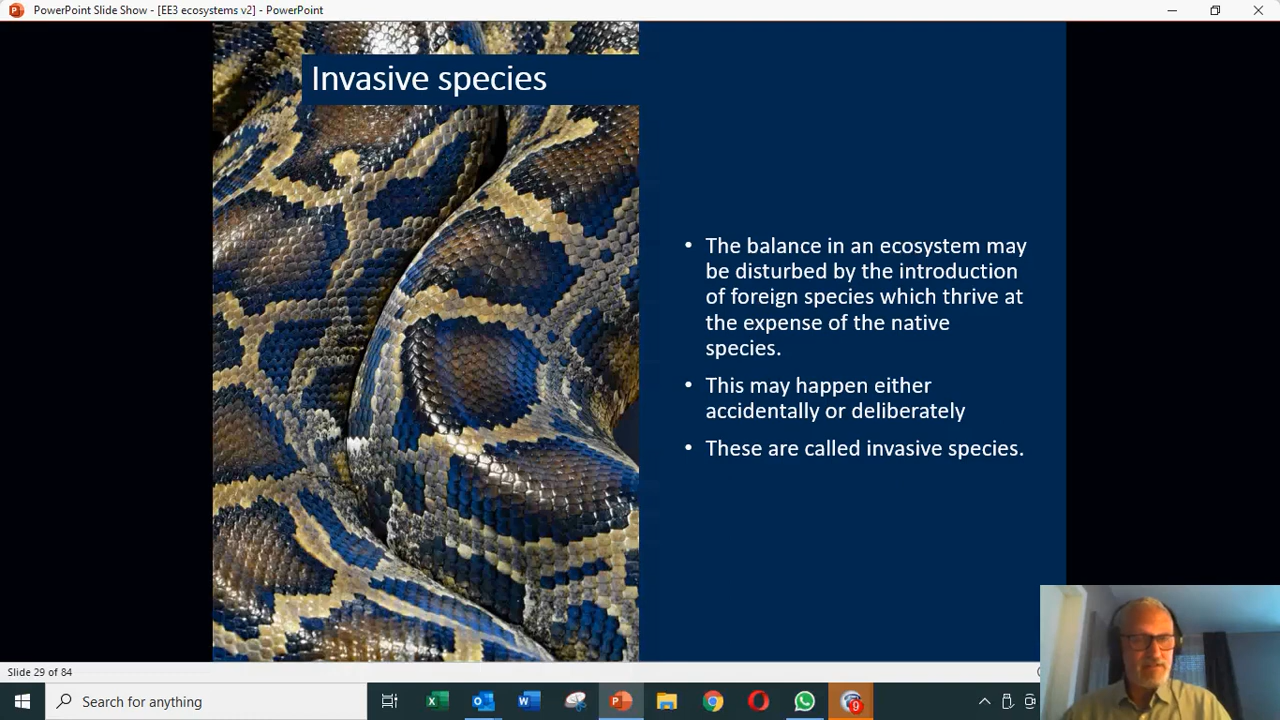 PowerPoint Slide Show - [EE3 ecosystems v2] - PowerPoint
Invasive species
• The balance in an ecosystem may
be disturbed by the introduction
of foreign species which thrive at
the expense of the native
species.
• This may happen either
accidentally or deliberately
• These are called invasive species.
Slide 29 of 84
Search for anything
9